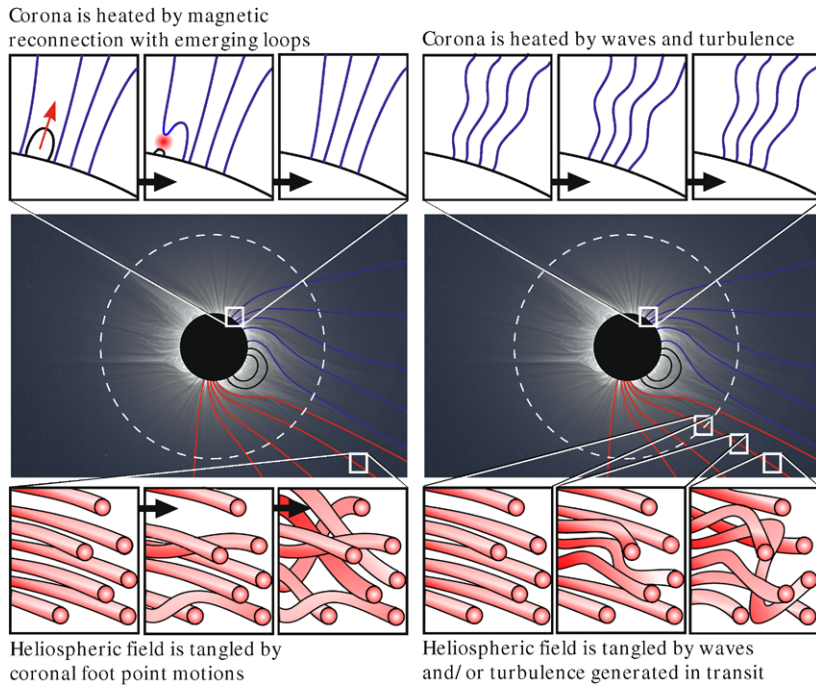 Corona is heated by magnetic
reconnection with emerging loops
Corona is heated by waves and turbulence
Heliospheric field is tangled by
coronal foot point motions
Heliospheric field is tangled by waves
and/ or turbulence generated in transit